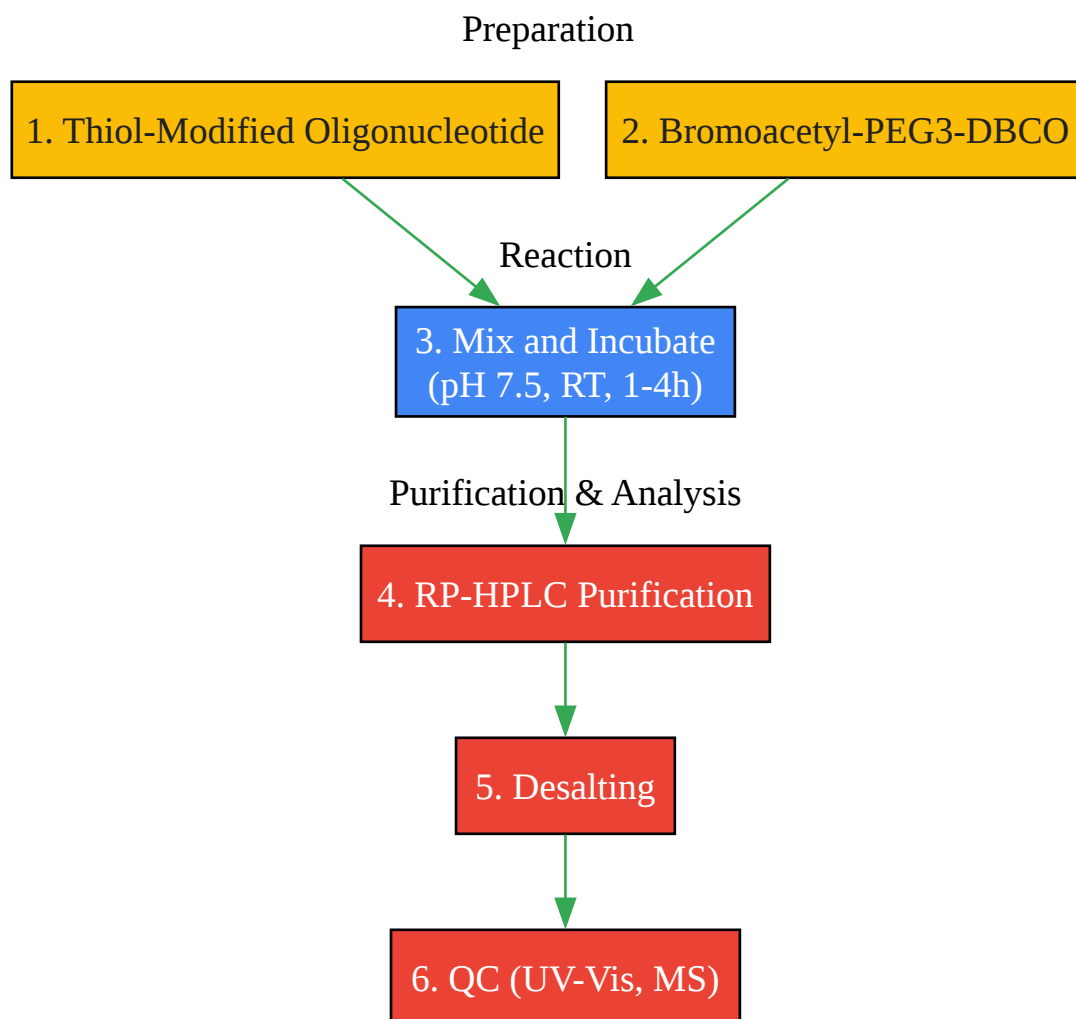 Preparation
1. Thiol-Modified Oligonucleotide
2. Bromoacetyl-PEG3-DBCO
Reaction
3. Mix and Incubate
(pH 7.5, RT, 1-4h)
Purification & Analysis
4. RP-HPLC Purification
5. Desalting
6. QC (UV-Vis, MS)